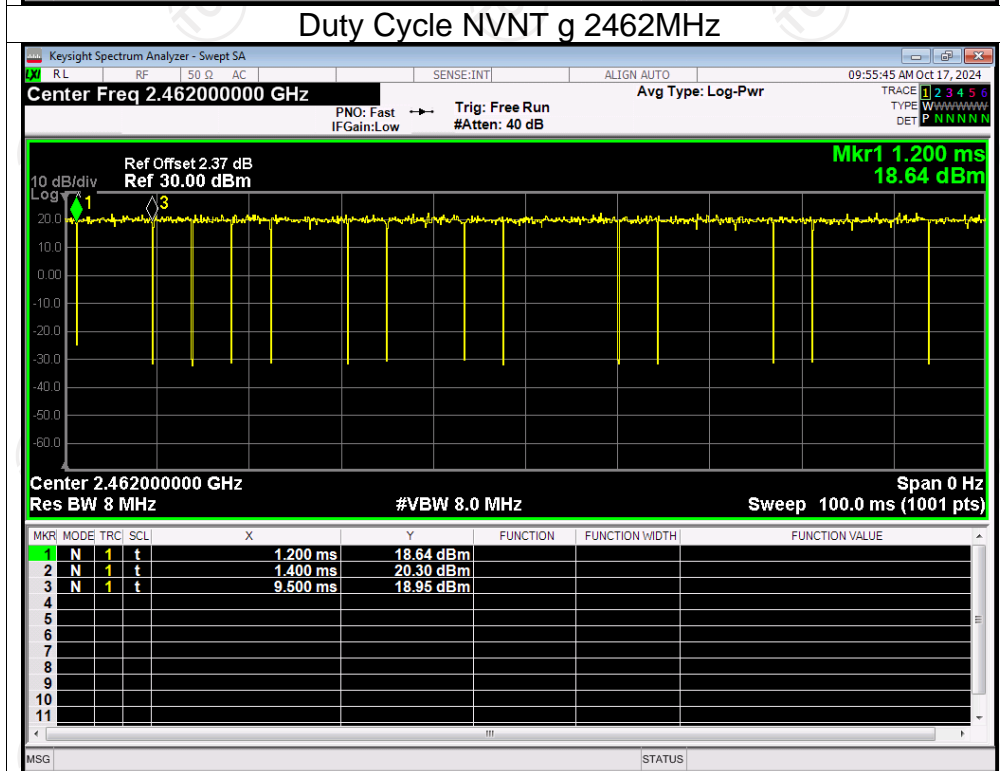 Duty Cycle NVNT g 2462MHz
Keysight Spectrum Analyzer - Swept SA
LXI RL RF 50 Ω AC SENSE:INT ALIGN AUTO 09:55:45 AM Oct 17, 2024
Center Freq 2.462000000 GHz
PNO: Fast
IFGain:Low
Trig: Free Run
#Atten: 40 dB
Avg Type: Log-Pwr
TRACE 1 2 3 4 5 6
TYPE WWWWWW
DET P N N N N N
Mkr1 1.200 ms
18.64 dBm
Ref Offset 2.37 dB
10 dB/div Ref 30.00 dBm
Log
1
3
20.0
10.0
0.00
-10.0
-20.0
-30.0
-40.0
-50.0
-60.0
Center 2.462000000 GHz Span 0 Hz
Res BW 8 MHz #VBW 8.0 MHz Sweep 100.0 ms (1001 pts)
MKR MODE TRC SCL X Y FUNCTION FUNCTION WIDTH FUNCTION VALUE
1 N 1 t 1.200 ms 18.64 dBm
2 N 1 t 1.400 ms 20.30 dBm
3 N 1 t 9.500 ms 18.95 dBm
4
5
6
7
8
9
10
11
MSG STATUS